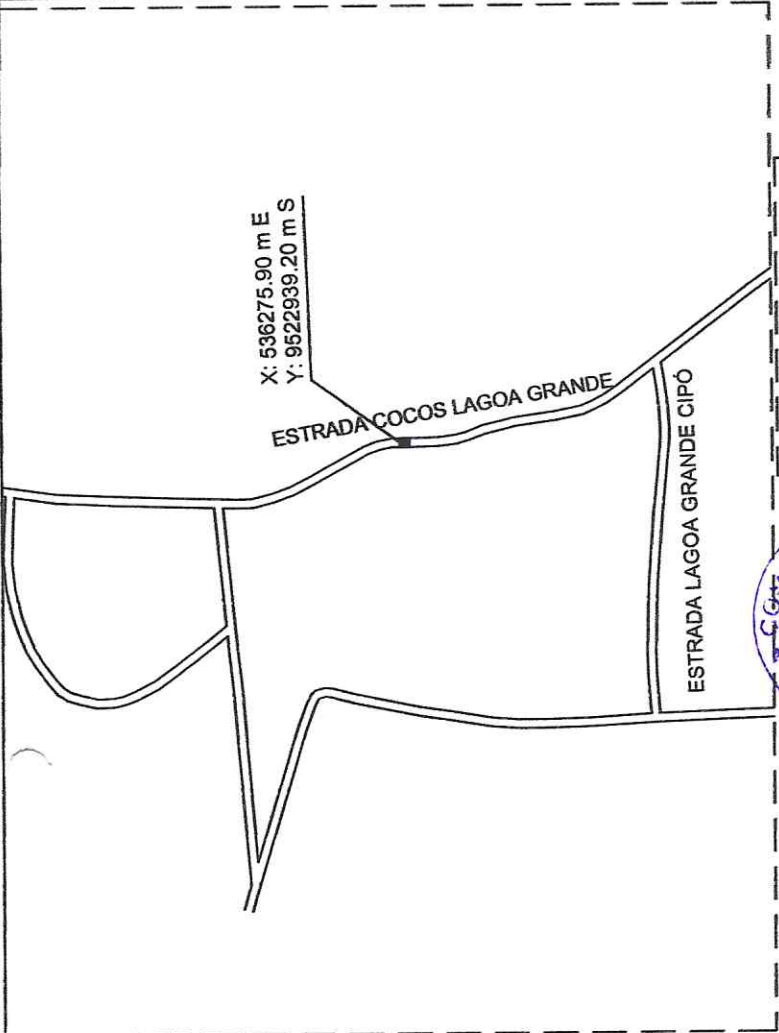 X: 536275.90 m E
Y: 9522939.20 m S
ESTRADA COCOS LAGOA GRANDE
ESTRADA LAGOA GRANDE CIPÓ